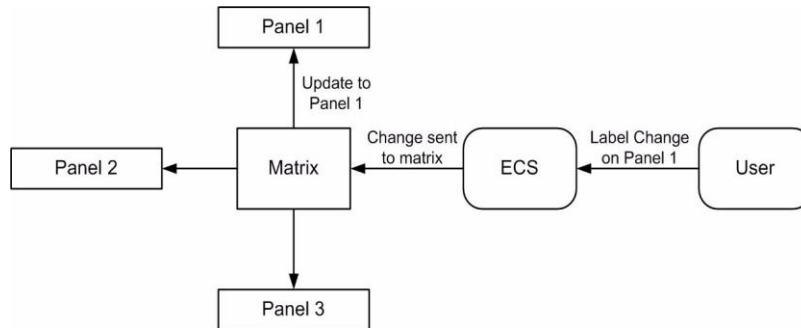 Panel 1
Update to
Panel 1
Panel 2
Matrix
Change sent
to matrix
ECS
Label Change
on Panel 1
User
Panel 3